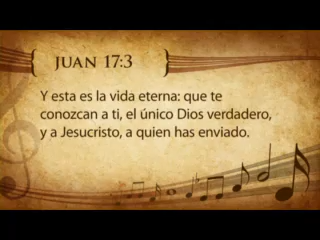 { JUAN 17:3 }
Y esta es la vida eterna: que te
conozcan a ti, el único Dios verdadero,
y a Jesucristo, a quien has enviado.